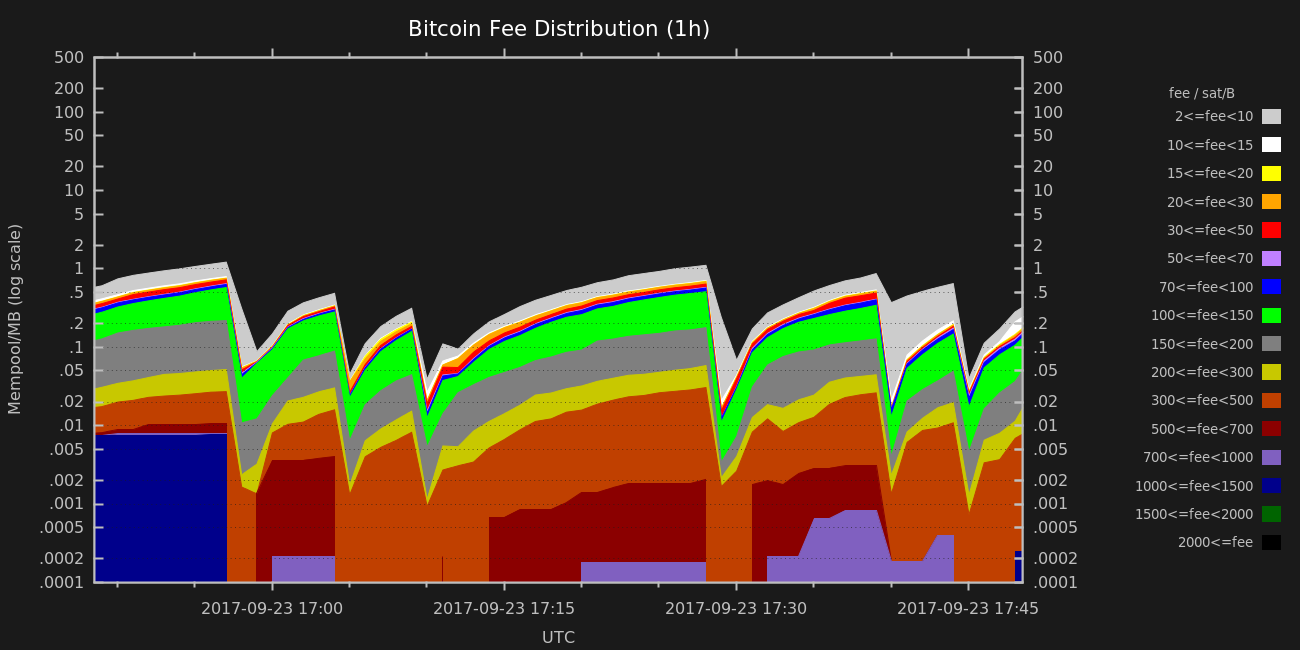 Bitcoin Fee Distribution (1h)
Mempool/MB (log scale)
500
200
100
50
20
10
5
2
1
.5
.2
.1
.05
.02
.01
.005
.002
.001
.0005
.0002
.0001
500
200
100
50
20
10
5
2
1
.5
.2
.1
.05
.02
.01
.005
.002
.001
.0005
.0002
.0001
2017-09-23 17:00
2017-09-23 17:15
2017-09-23 17:30
2017-09-23 17:45
UTC
fee / sat/B
2<=fee<10
10<=fee<15
15<=fee<20
20<=fee<30
30<=fee<50
50<=fee<70
70<=fee<100
100<=fee<150
150<=fee<200
200<=fee<300
300<=fee<500
500<=fee<700
700<=fee<1000
1000<=fee<1500
1500<=fee<2000
2000<=fee